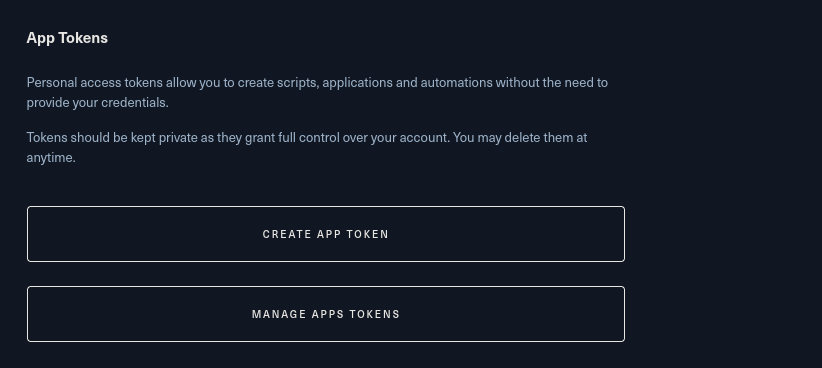 App Tokens
Personal access tokens allow you to create scripts, applications and automations without the need to
provide your credentials.
Tokens should be kept private as they grant full control over your account. You may delete them at
anytime.
CREATE APP TOKEN
MANAGE APPS TOKENS